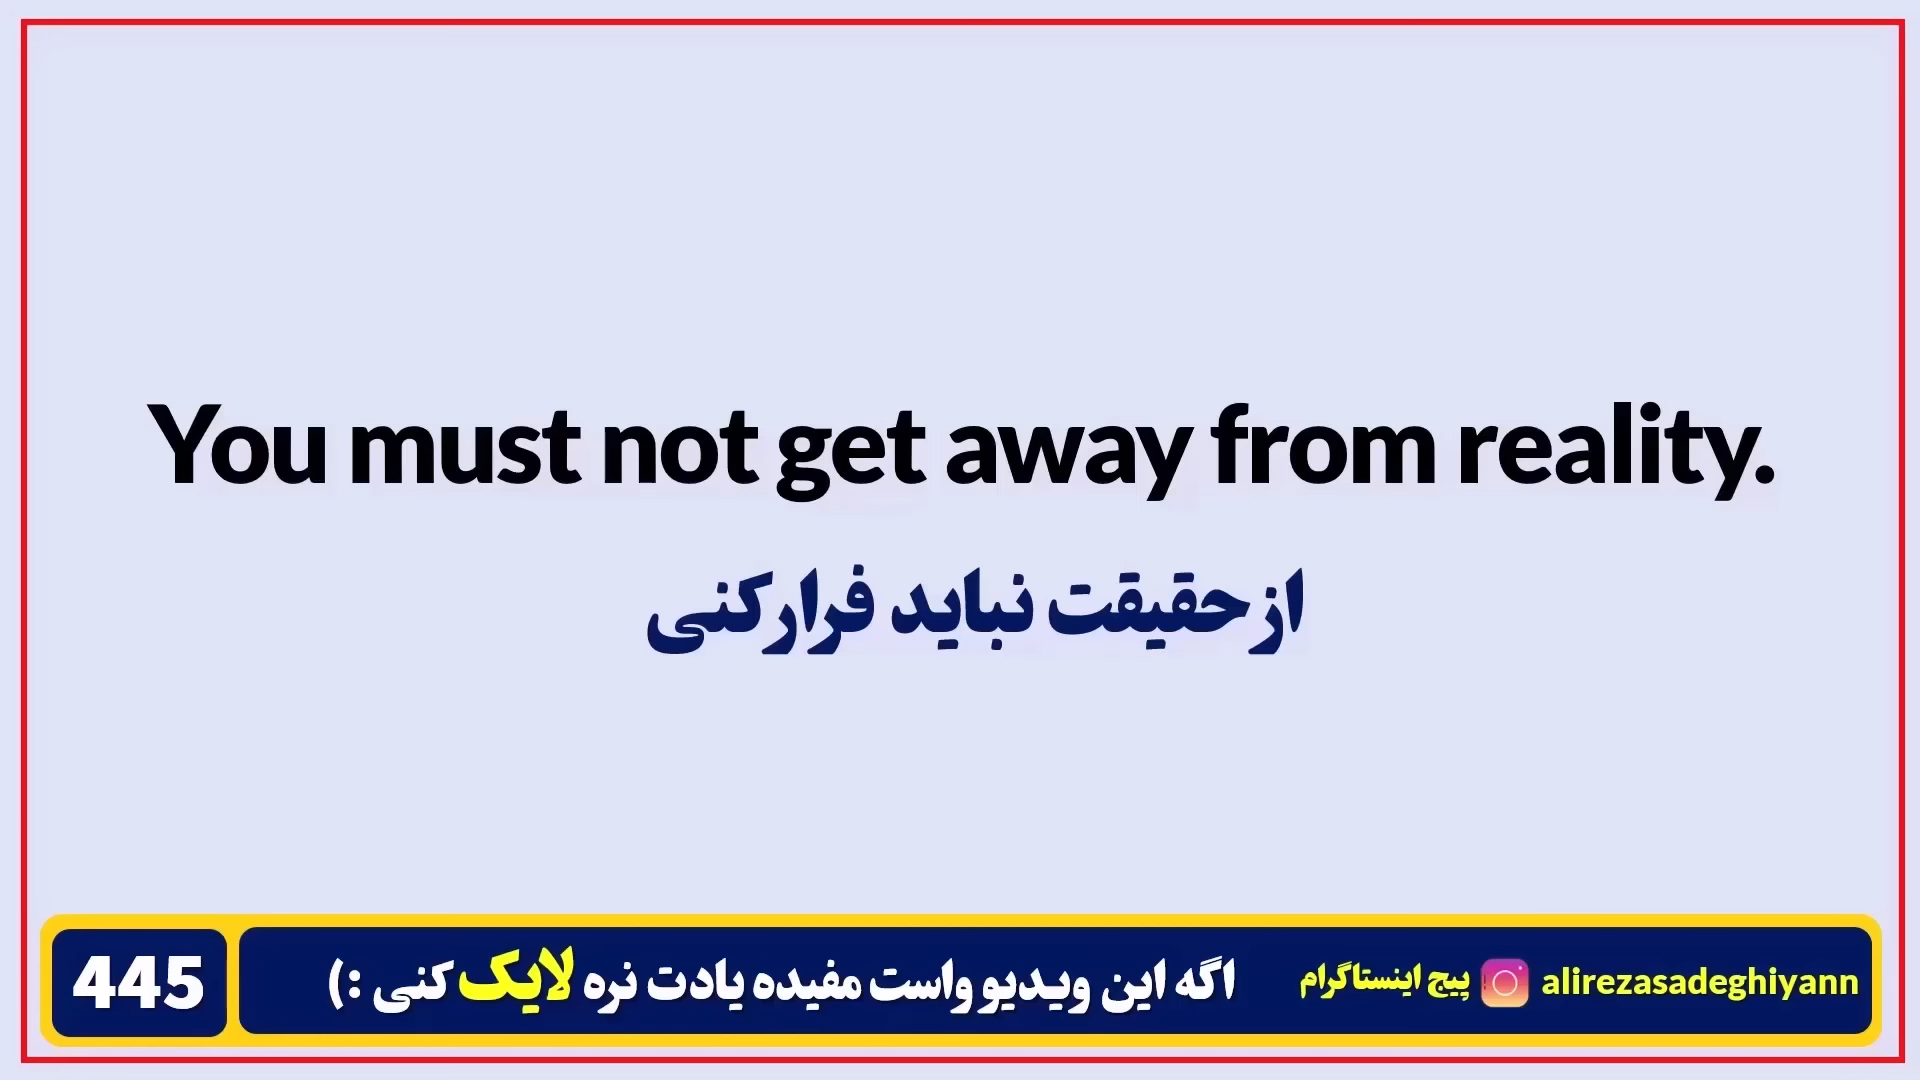 You must not get away from reality.
از حقیقت نباید فرار کنی
445
اگه این ویدیو واست مفیده یادت نره لایک کنی :)
پیج اینستاگرام alirezasadeghiyann